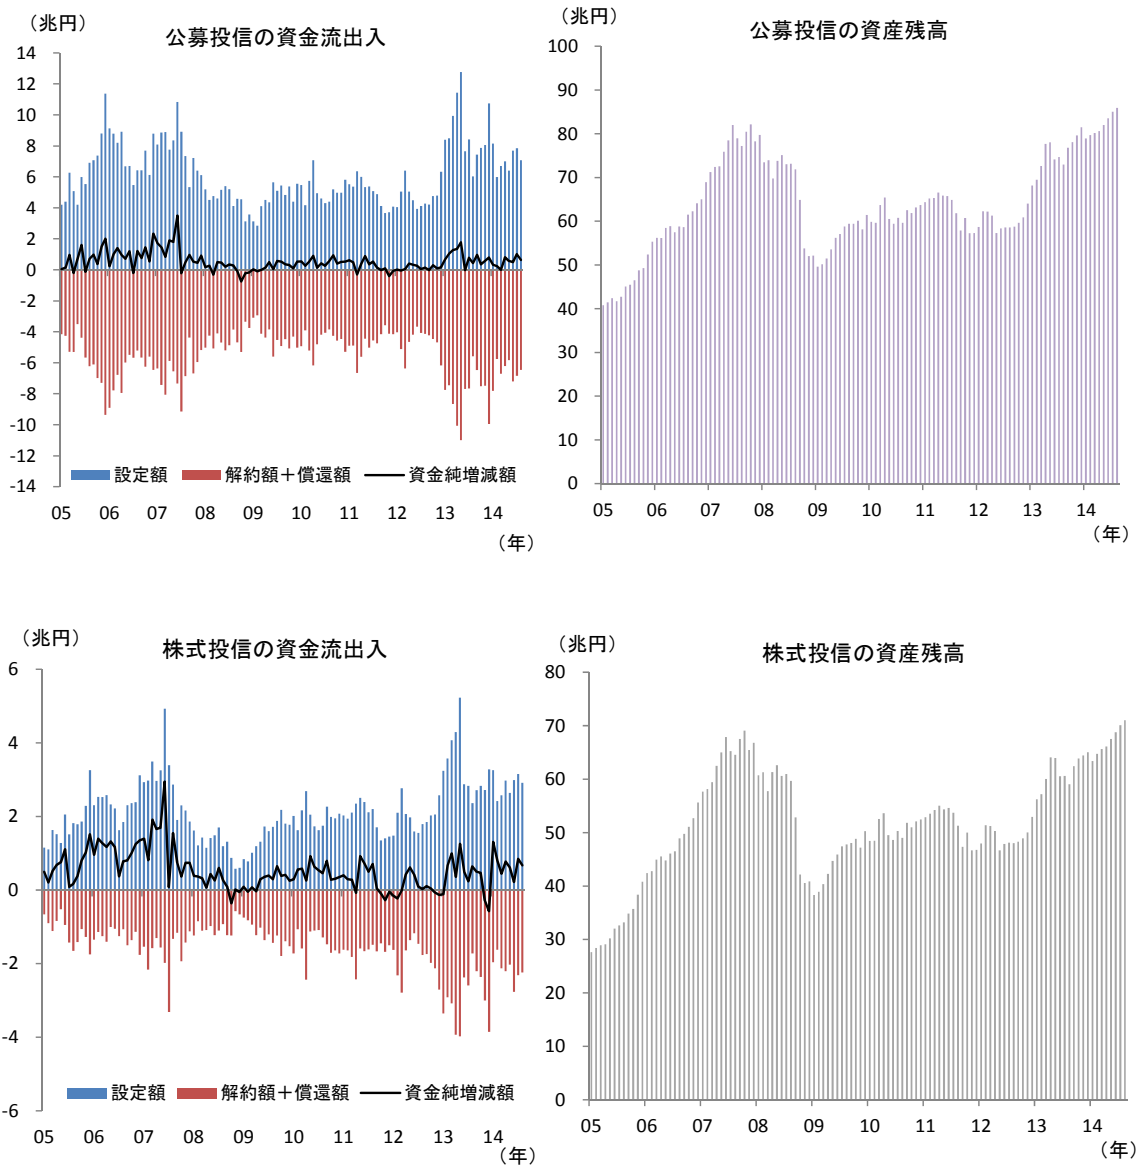 （兆円）
公募投信の資金流出入
14
12
10
8
6
4
2
0
-2
-4
-6
-8
-10
-12
-14
設定額 解約額＋償還額 資金純増減額
05 06 07 08 09 10 11 12 13 14
（年）
（兆円）
公募投信の資産残高
100
90
80
70
60
50
40
30
20
10
0
05 06 07 08 09 10 11 12 13 14
（年）
（兆円）
株式投信の資金流出入
6
4
2
0
-2
-4
-6
設定額 解約額＋償還額 資金純増減額
05 06 07 08 09 10 11 12 13 14
（年）
（兆円）
株式投信の資産残高
80
70
60
50
40
30
20
10
0
05 06 07 08 09 10 11 12 13 14
（年）